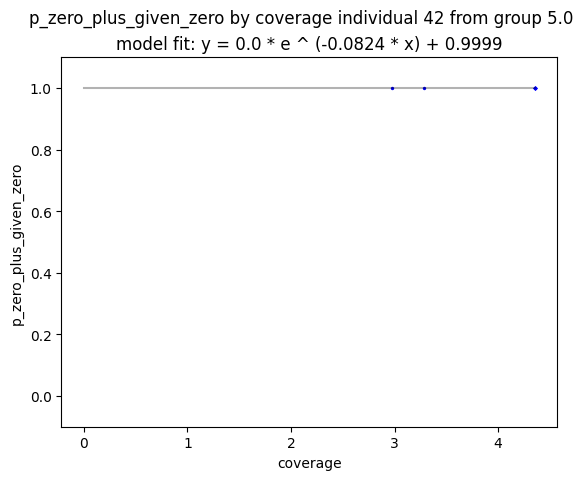 p_zero_plus_given_zero by coverage individual 42 from group 5.0
model fit: y = 0.0 * e ^ (-0.0824 * x) + 0.9999
1.0
0.8
0.6
0.4
0.2
0.0
p_zero_plus_given_zero
0 1 2 3 4
coverage